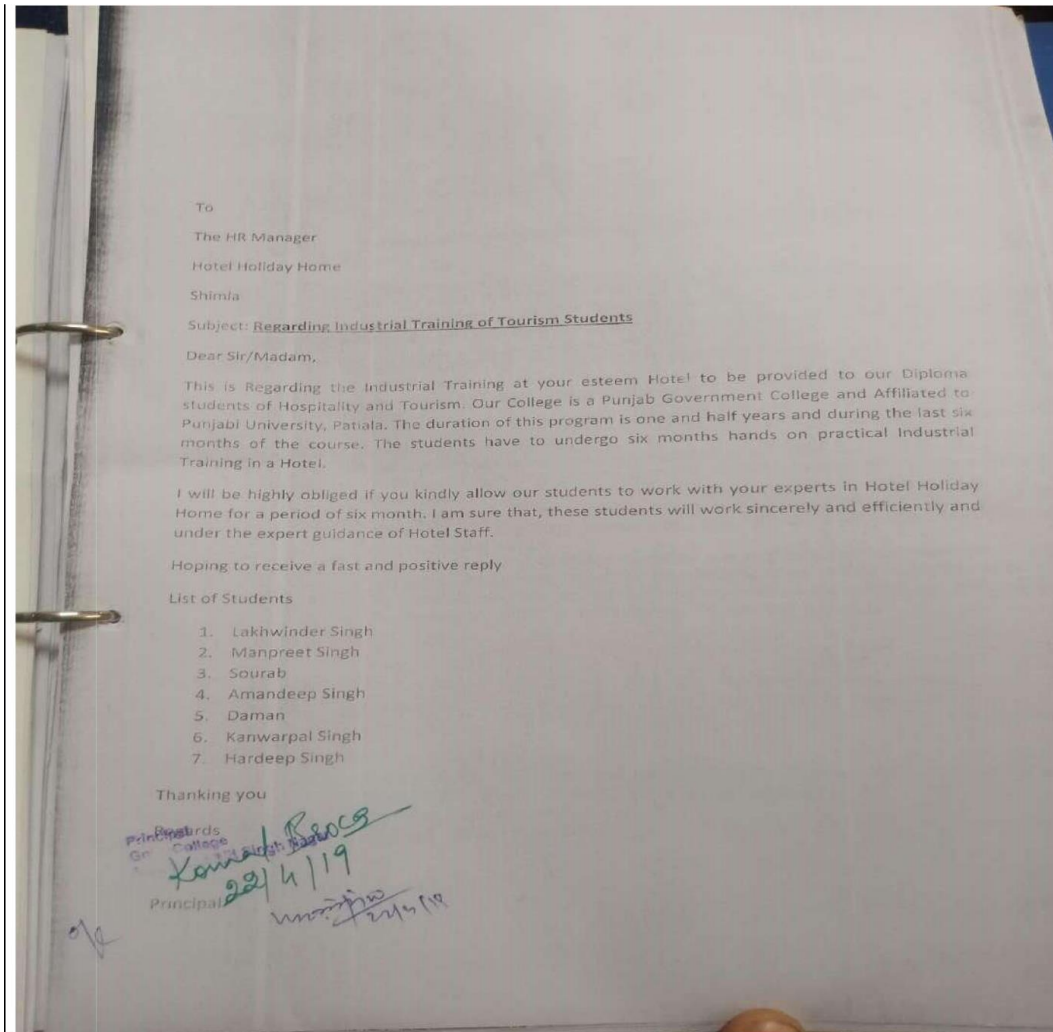 To
The HR Manager
Hotel Holiday Home
Shimla
Subject: Regarding Industrial Training of Tourism Students
Dear Sir/Madam,
This is Regarding the Industrial Training at your esteem Hotel to be provided to our Diploma
students of Hospitality and Tourism. Our College is a Punjab Government College and Affiliated to
Punjabi University, Patiala. The duration of this program is one and half years and during the last six
months of the course. The students have to undergo six months hands on practical Industrial
Training in a Hotel.
I will be highly obliged if you kindly allow our students to work with your experts in Hotel Holiday
Home for a period of six month. I am sure that, these students will work sincerely and efficiently and
under the expert guidance of Hotel Staff.
Hoping to receive a fast and positive reply
List of Students
1. Lakhwinder Singh
2. Manpreet Singh
3. Sourab
4. Amandeep Singh
5. Daman
6. Kanwarpal Singh
7. Hardeep Singh
Thanking you
Regards
Principal
College
Singh Nagar
22/4/19
Principal